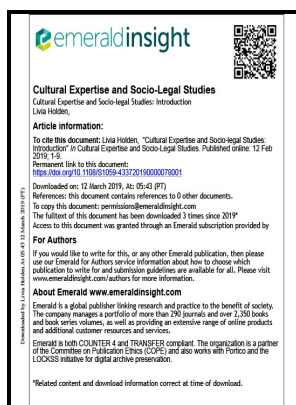 emeraldinsight
Cultural Expertise and Socio-Legal Studies
Cultural Expertise and Socio-legal Studies: Introduction
Livia Holden,
Article information:
To cite this document: Livia Holden, "Cultural Expertise and Socio-legal Studies:
Introduction" In Cultural Expertise and Socio-Legal Studies. Published online: 12 Feb
2019; 1-9.
Permanent link to this document:
https://doi.org/10.1108/S1059-433720190000078001
Downloaded on: 12 March 2019, At: 05:43 (PT)
References: this document contains references to 0 other documents.
To copy this document: permissions@emeraldinsight.com
The fulltext of this document has been downloaded 3 times since 2019*
Access to this document was granted through an Emerald subscription provided by
For Authors
If you would like to write for this, or any other Emerald publication, then please
use our Emerald for Authors service information about how to choose which
publication to write for and submission guidelines are available for all. Please visit
www.emeraldinsight.com/authors for more information.
About Emerald www.emeraldinsight.com
Emerald is a global publisher linking research and practice to the benefit of society.
The company manages a portfolio of more than 290 journals and over 2,350 books
and book series volumes, as well as providing an extensive range of online products
and additional customer resources and services.
Emerald is both COUNTER 4 and TRANSFER compliant. The organization is a partner
of the Committee on Publication Ethics (COPE) and also works with Portico and the
LOCKSS initiative for digital archive preservation.
*Related content and download information correct at time of download.
Downloaded by Livia Holden At 05:43 12 March 2019 (PT)